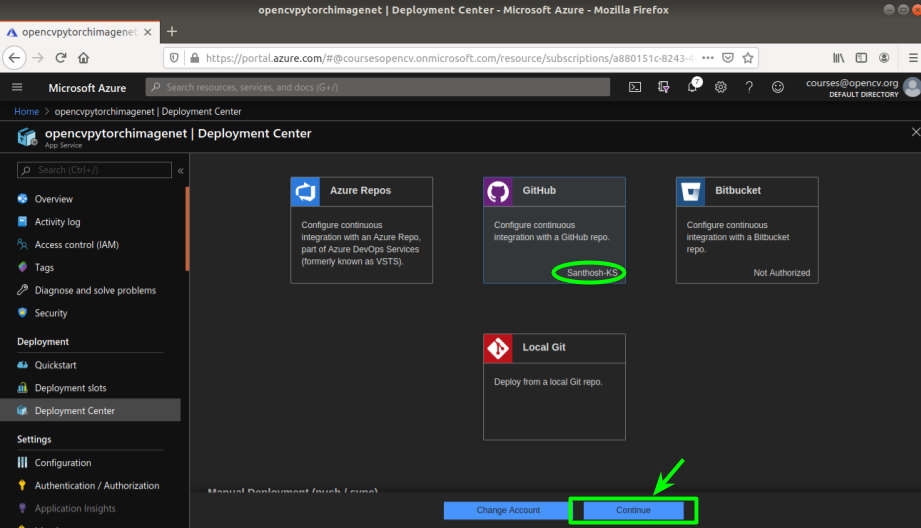 opencvpytorchimagenet | Deployment Center - Microsoft Azure - Mozilla Firefox
opencvpytorchimagenet
https://portal.azure.com/#@coursesopencv.onmicrosoft.com/resource/subscriptions/a880151c-8243-4
Microsoft Azure
Search resources, services, and docs (G+/)
7
courses@opencv.org
DEFAULT DIRECTORY
Home > opencvpytorchimagenet | Deployment Center
opencvpytorchimagenet | Deployment Center
App Service
Search (Ctrl+/)
Overview
Activity log
Access control (IAM)
Tags
Diagnose and solve problems
Security
Deployment
Quickstart
Deployment slots
Deployment Center
Settings
Configuration
Authentication / Authorization
Application Insights
Azure Repos
Configure continuous
integration with an Azure Repo,
part of Azure DevOps Services
(formerly known as VSTS).
GitHub
Configure continuous
integration with a GitHub repo.
Santhosh-KS
Bitbucket
Configure continuous
integration with a Bitbucket
repo.
Not Authorized
Local Git
Deploy from a local Git repo.
Manual Deployment (push / sync)
Change Account
Continue